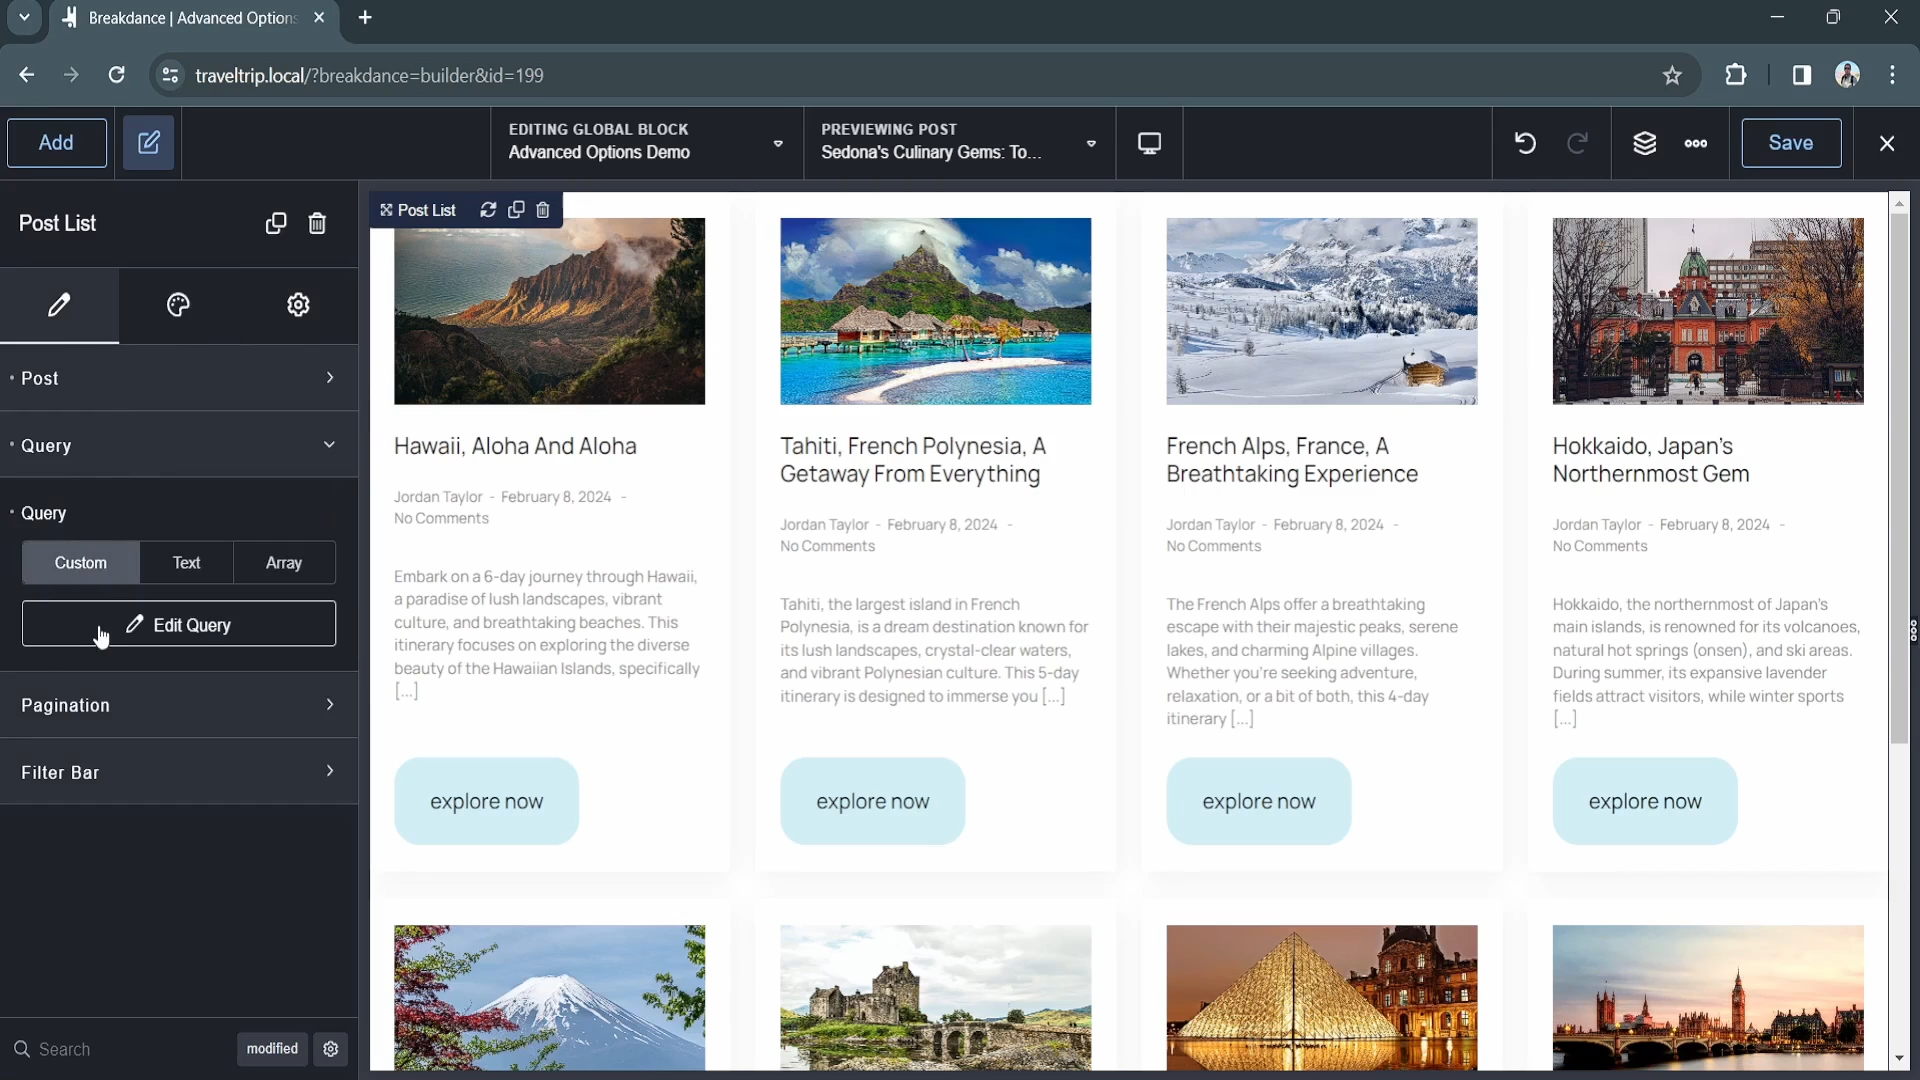 Breakdance | Advanced Options
traveltrip.local/?breakdance=builder&id=199
Add
EDITING GLOBAL BLOCK
Advanced Options Demo
PREVIEWING POST
Sedona's Culinary Gems: To...
Save
Post List
Post
Query
Query
Custom
Text
Array
Edit Query
Pagination
Filter Bar
Search
modified
Post List
Hawaii, Aloha And Aloha
Jordan Taylor - February 8, 2024 -
No Comments
Embark on a 6-day journey through Hawaii,
a paradise of lush landscapes, vibrant
culture, and breathtaking beaches. This
itinerary focuses on exploring the diverse
beauty of the Hawaiian Islands, specifically
[...]
explore now
Tahiti, French Polynesia, A
Getaway From Everything
Jordan Taylor - February 8, 2024 -
No Comments
Tahiti, the largest island in French
Polynesia, is a dream destination known for
its lush landscapes, crystal-clear waters,
and vibrant Polynesian culture. This 5-day
itinerary is designed to immerse you [...]
explore now
French Alps, France, A
Breathtaking Experience
Jordan Taylor - February 8, 2024 -
No Comments
The French Alps offer a breathtaking
escape with their majestic peaks, serene
lakes, and charming Alpine villages.
Whether you're seeking adventure,
relaxation, or a bit of both, this 4-day
itinerary [...]
explore now
Hokkaido, Japan's
Northernmost Gem
Jordan Taylor - February 8, 2024 -
No Comments
Hokkaido, the northernmost of Japan's
main islands, is renowned for its volcanoes,
natural hot springs (onsen), and ski areas.
During summer, its expansive lavender
fields attract visitors, while winter sports
[...]
explore now